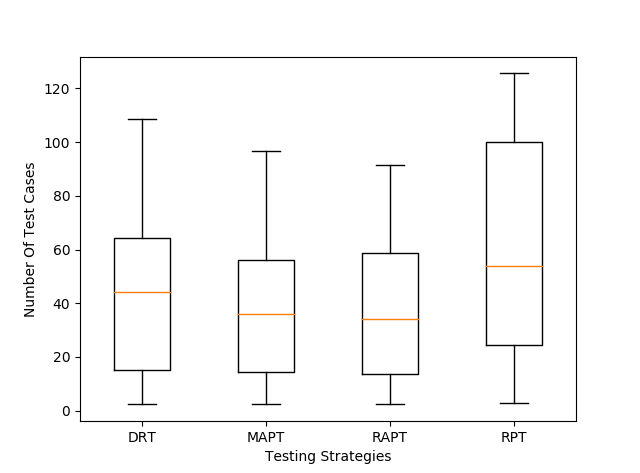 120
100
80
60
40
20
0
Number Of Test Cases
DRT MAPT RAPT RPT
Testing Strategies